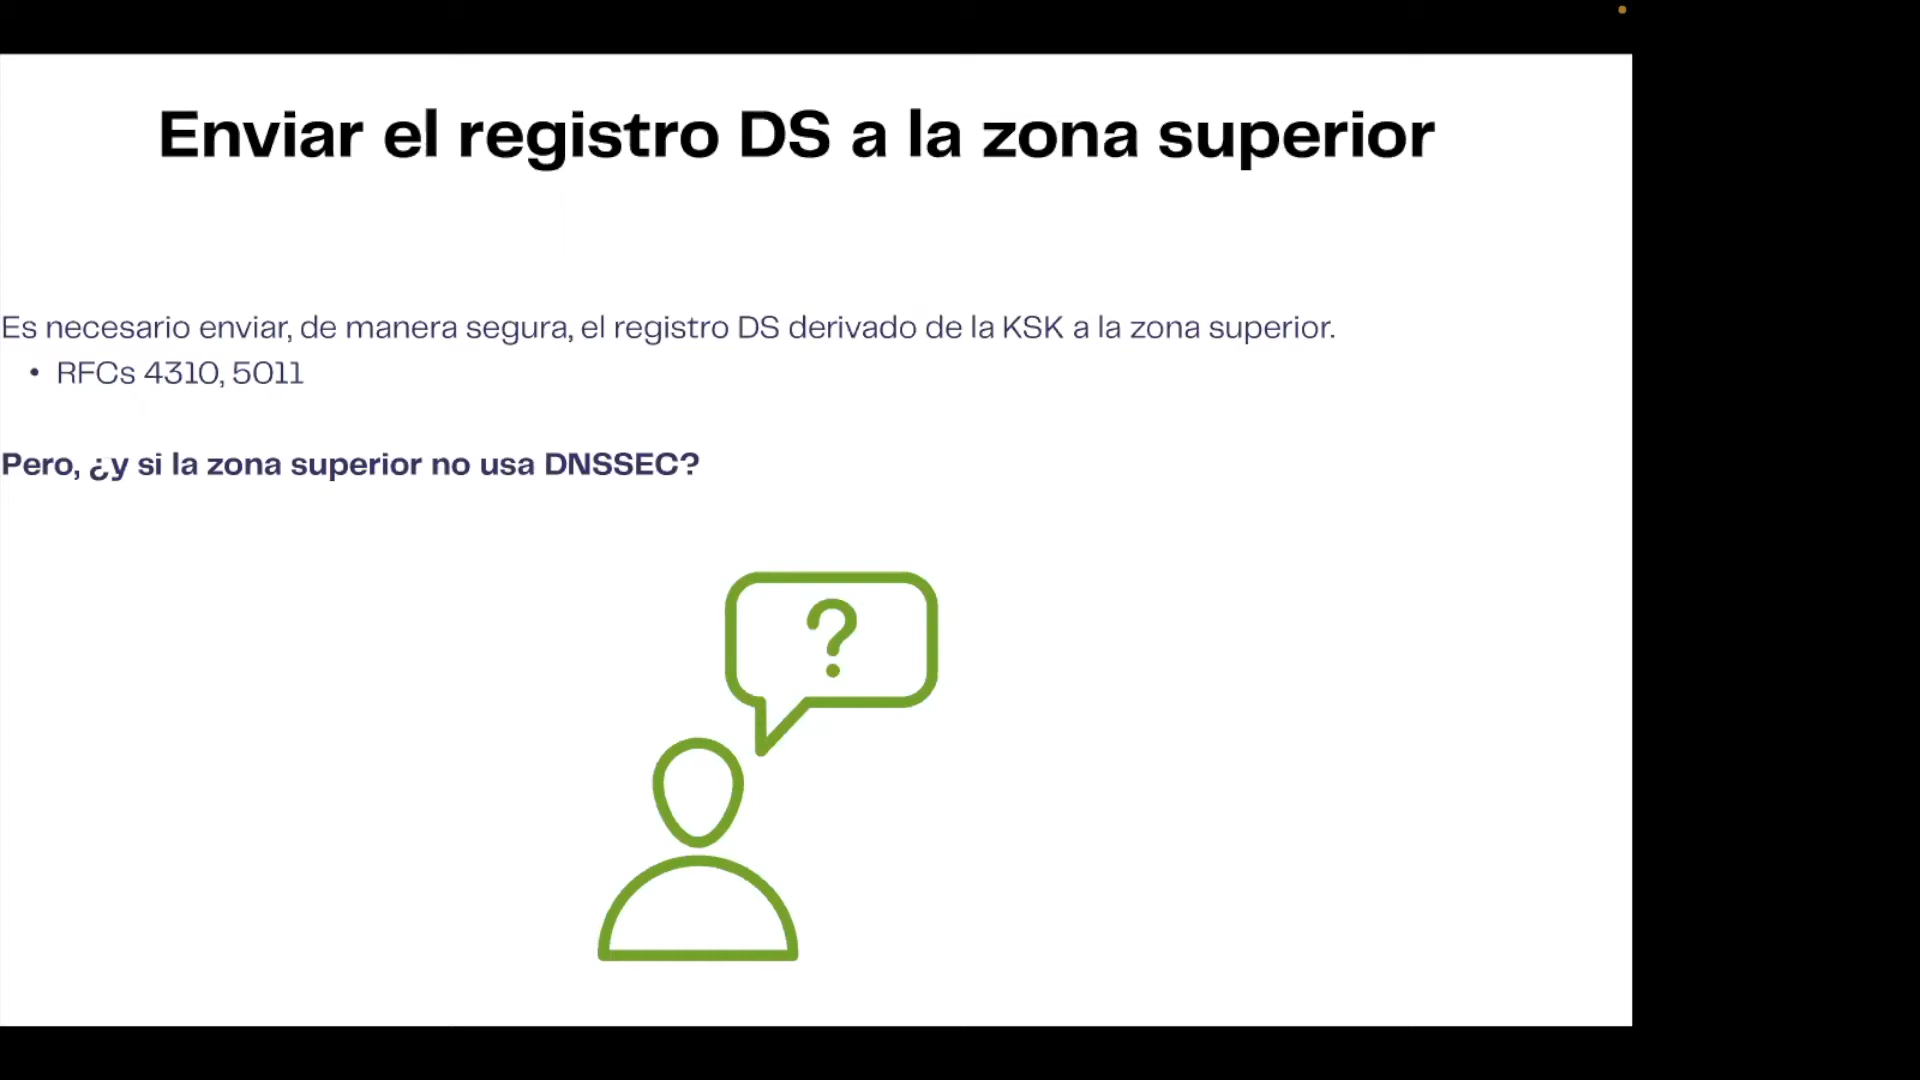 Enviar el registro DS a la zona superior
Es necesario enviar, de manera segura, el registro DS derivado de la KSK a la zona superior.
• RFCs 4310, 5011
Pero, ¿y si la zona superior no usa DNSSEC?
?